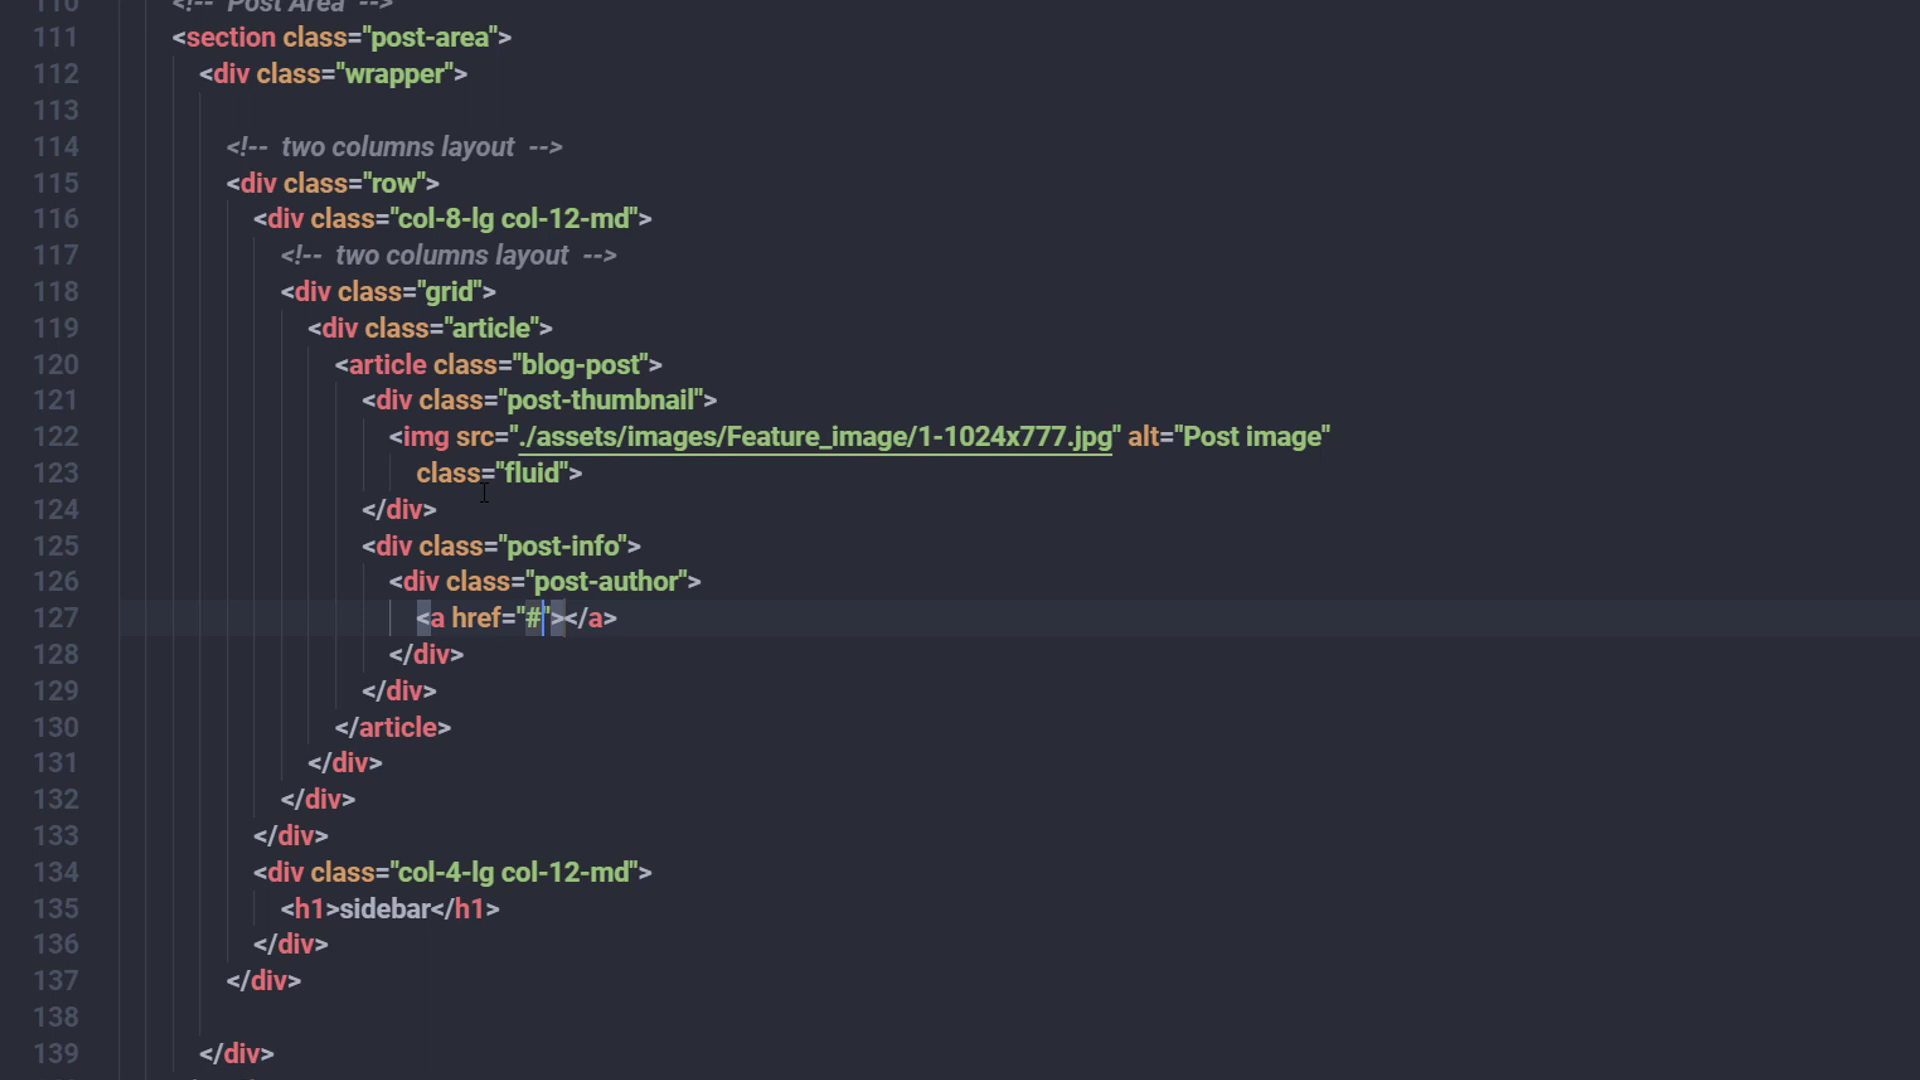 110 <!-- Post Area -->
111 <section class="post-area">
112 <div class="wrapper">
113
114 <!-- two columns layout -->
115 <div class="row">
116 <div class="col-8-lg col-12-md">
117 <!-- two columns layout -->
118 <div class="grid">
119 <div class="article">
120 <article class="blog-post">
121 <div class="post-thumbnail">
122 <img src="./assets/images/Feature_image/1-1024x777.jpg" alt="Post image"
123 class="fluid">
124 </div>
125 <div class="post-info">
126 <div class="post-author">
127 <a href="#"></a>
128 </div>
129 </div>
130 </article>
131 </div>
132 </div>
133 </div>
134 <div class="col-4-lg col-12-md">
135 <h1>sidebar</h1>
136 </div>
137 </div>
138
139 </div>